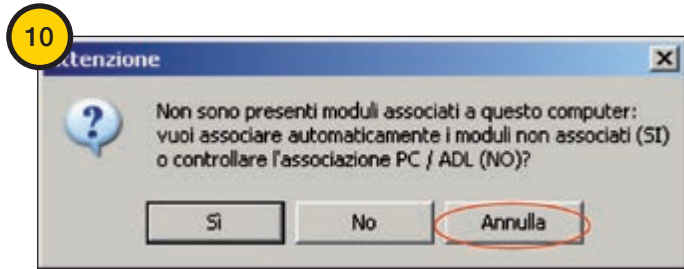 10
Attenzione
Non sono presenti moduli associati a questo computer:
vuoi associare automaticamente i moduli non associati (SI)
o controllare l'associazione PC / ADL (NO)?
Sì
No
Annulla